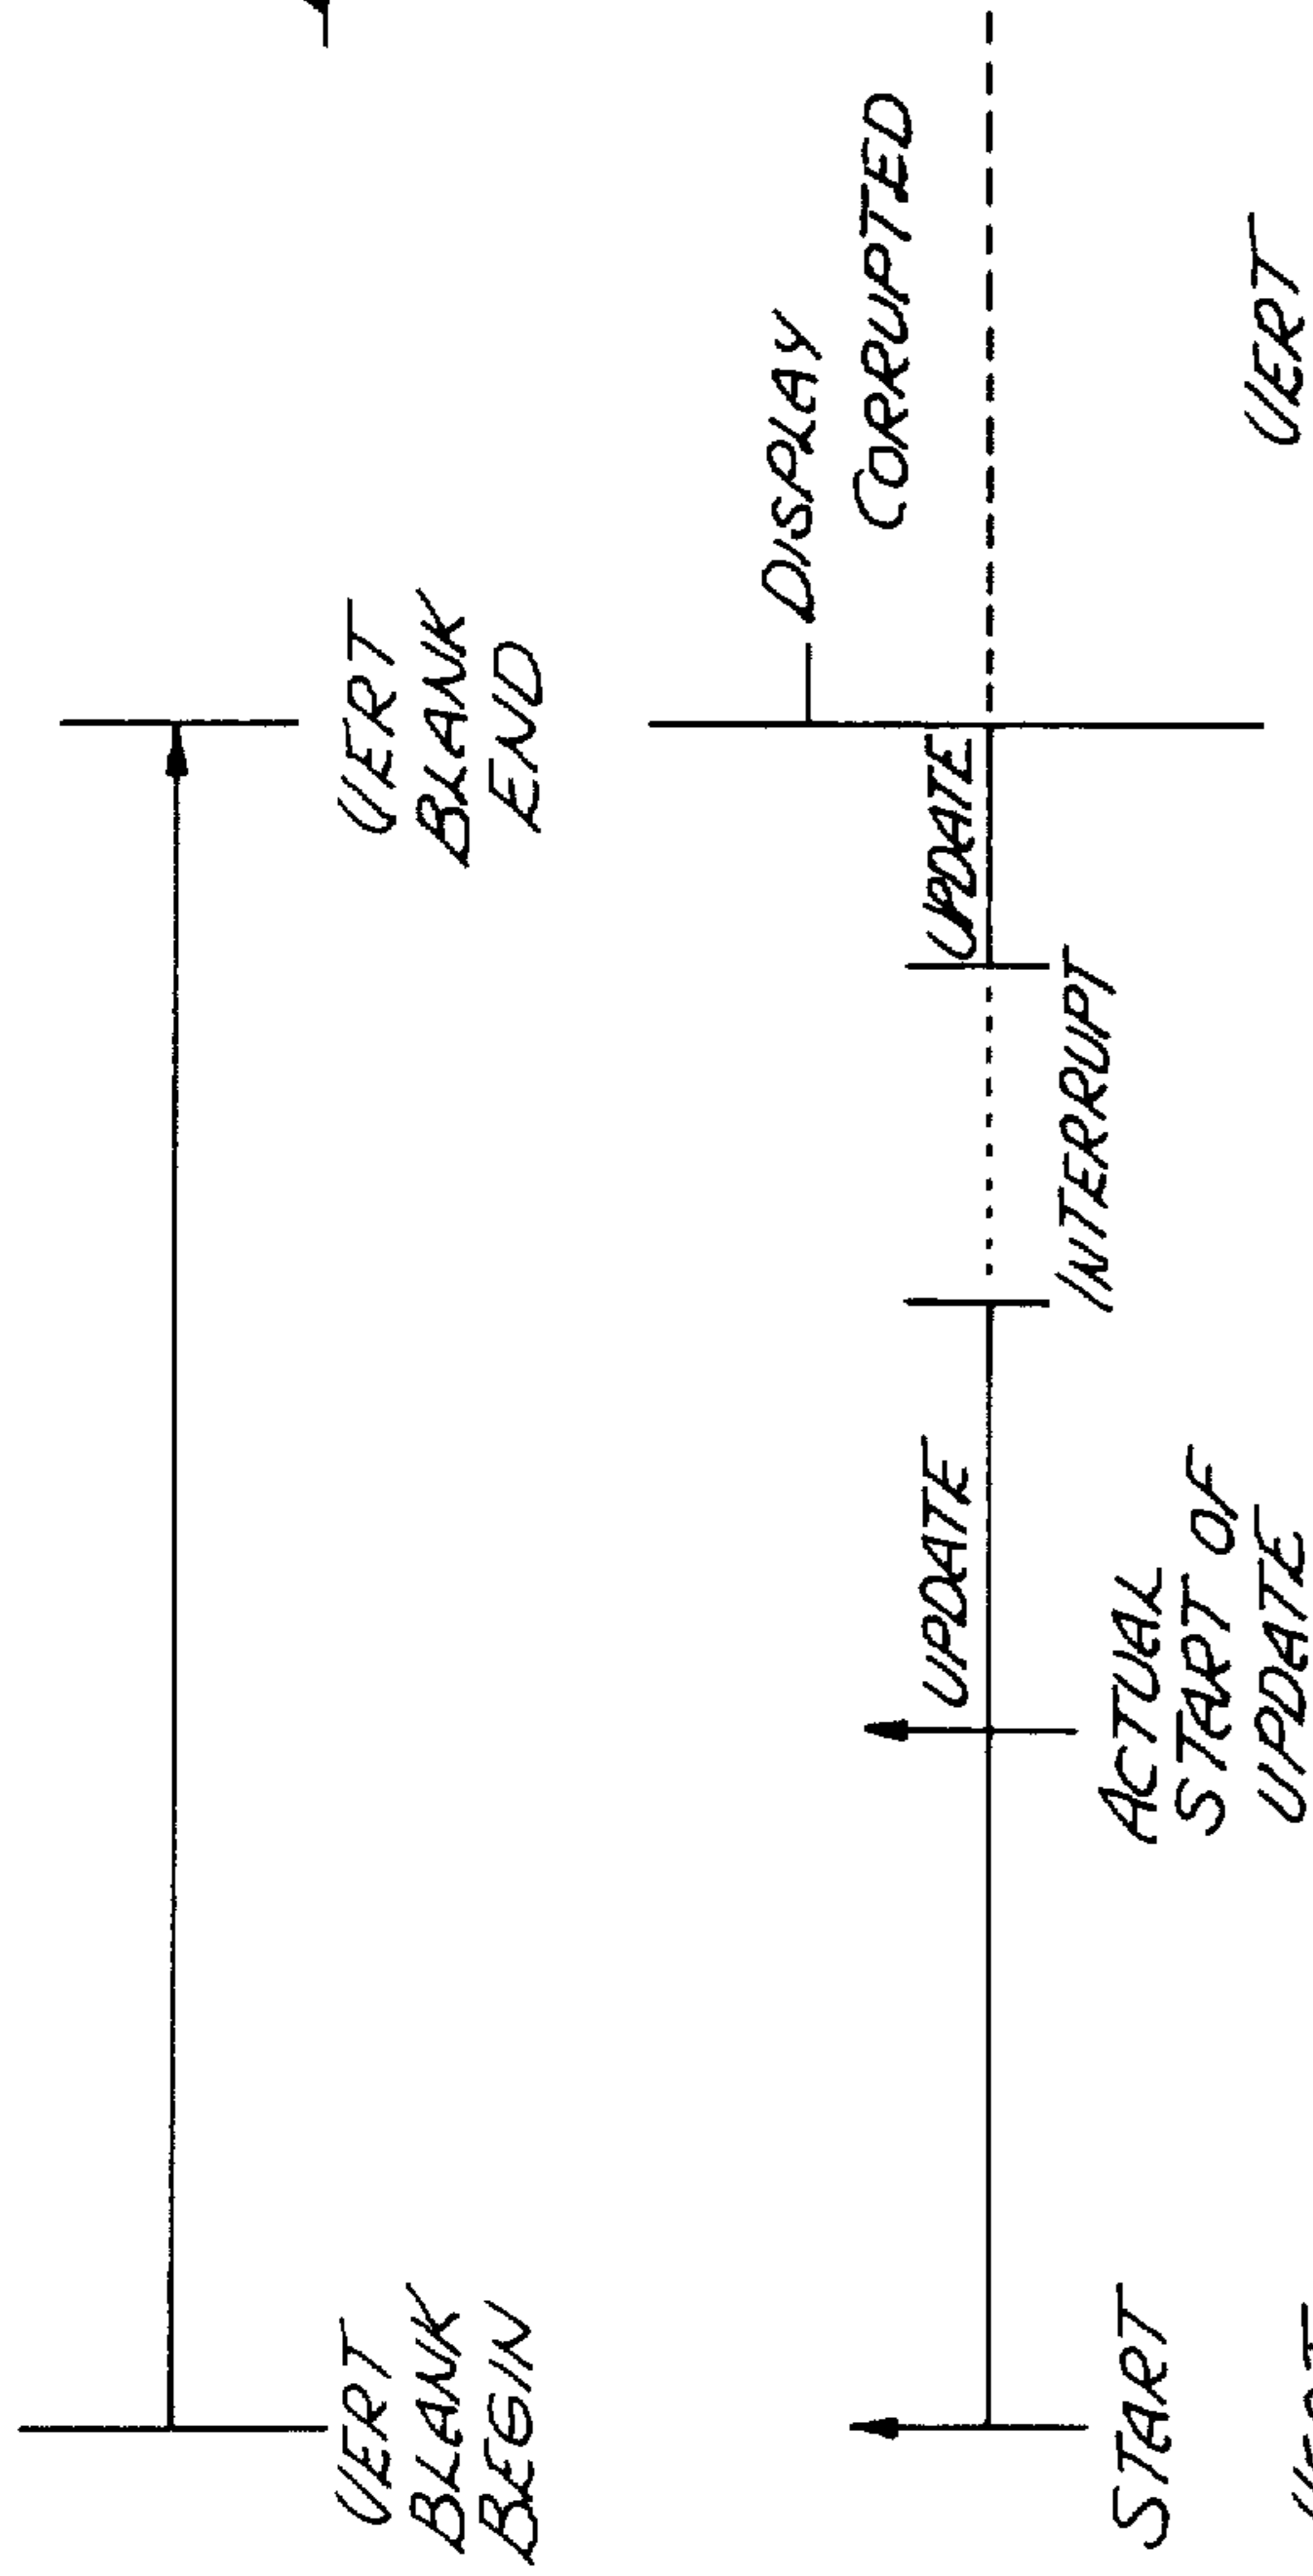 VERT
BLANK
BEGIN
VERT
BLANK
END
DISPLAY
CORRUPTED
UPDATE
UPDATE
INTERRUPT
START
ACTUAL
START OF
UPDATE
VERT